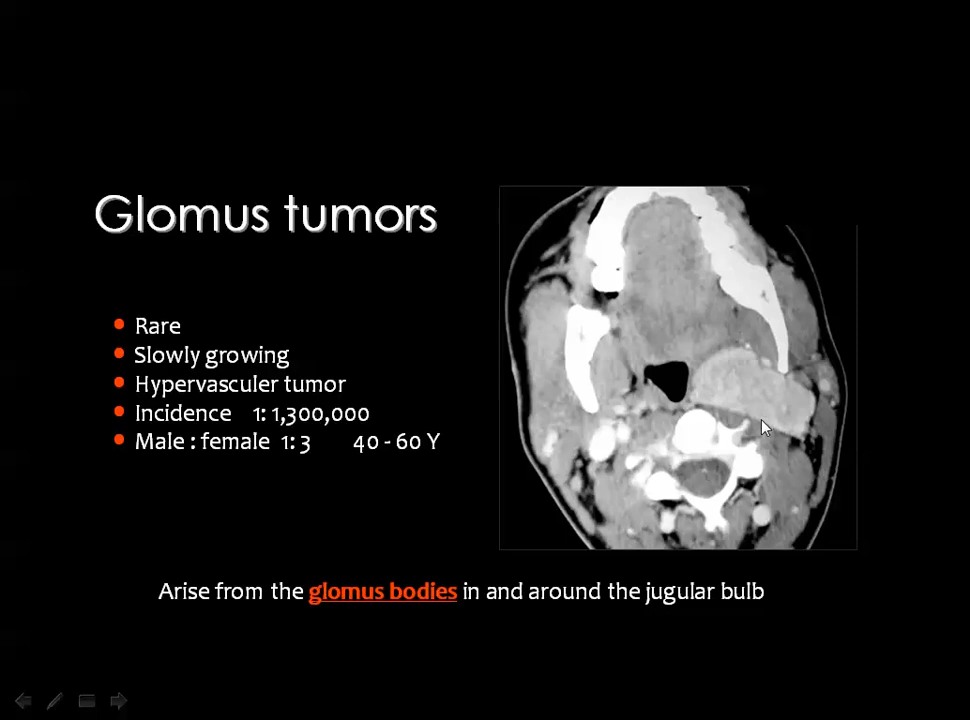 Glomus tumors
• Rare
• Slowly growing
• Hypervasculer tumor
• Incidence 1: 1,300,000
• Male : female 1: 3 40 - 60 Y
Arise from the glomus bodies in and around the jugular bulb